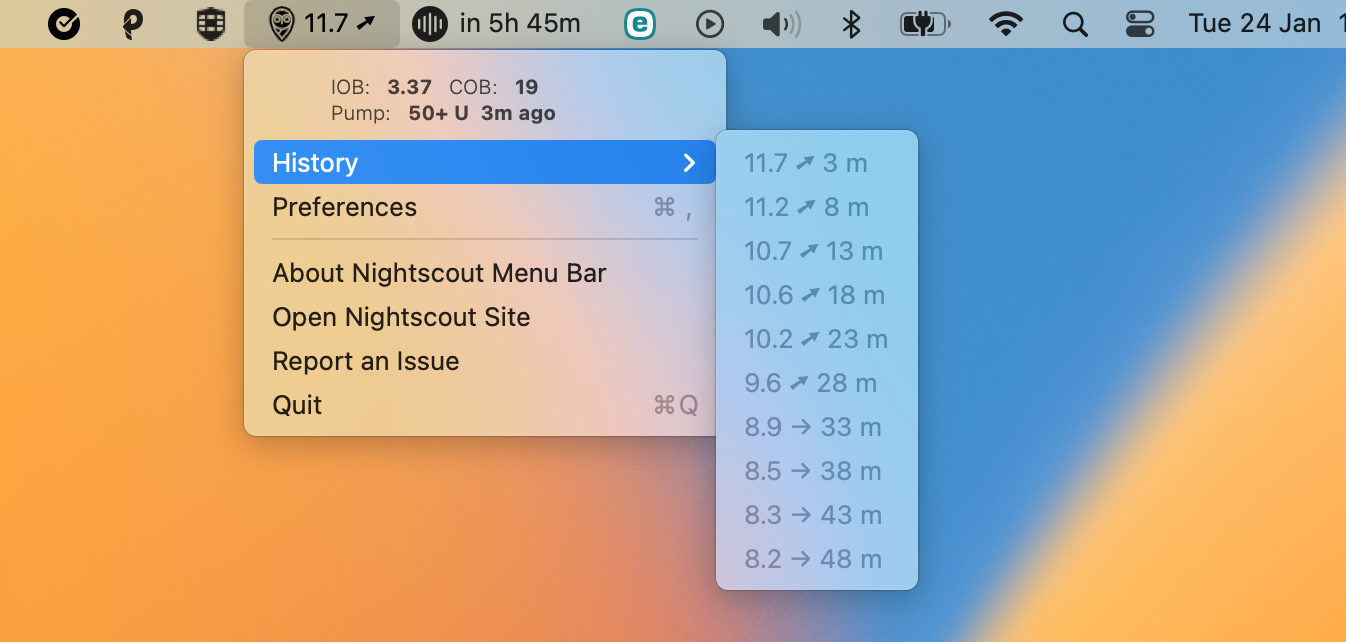 11.7 ➚ in 5h 45m e Tue 24 Jan 1
IOB: 3.37 COB: 19
Pump: 50+ U 3m ago
History
Preferences ⌘ ,
About Nightscout Menu Bar
Open Nightscout Site
Report an Issue
Quit ⌘Q
11.7 ➚ 3 m
11.2 ➚ 8 m
10.7 ➚ 13 m
10.6 ➚ 18 m
10.2 ➚ 23 m
9.6 ➚ 28 m
8.9 → 33 m
8.5 → 38 m
8.3 → 43 m
8.2 → 48 m